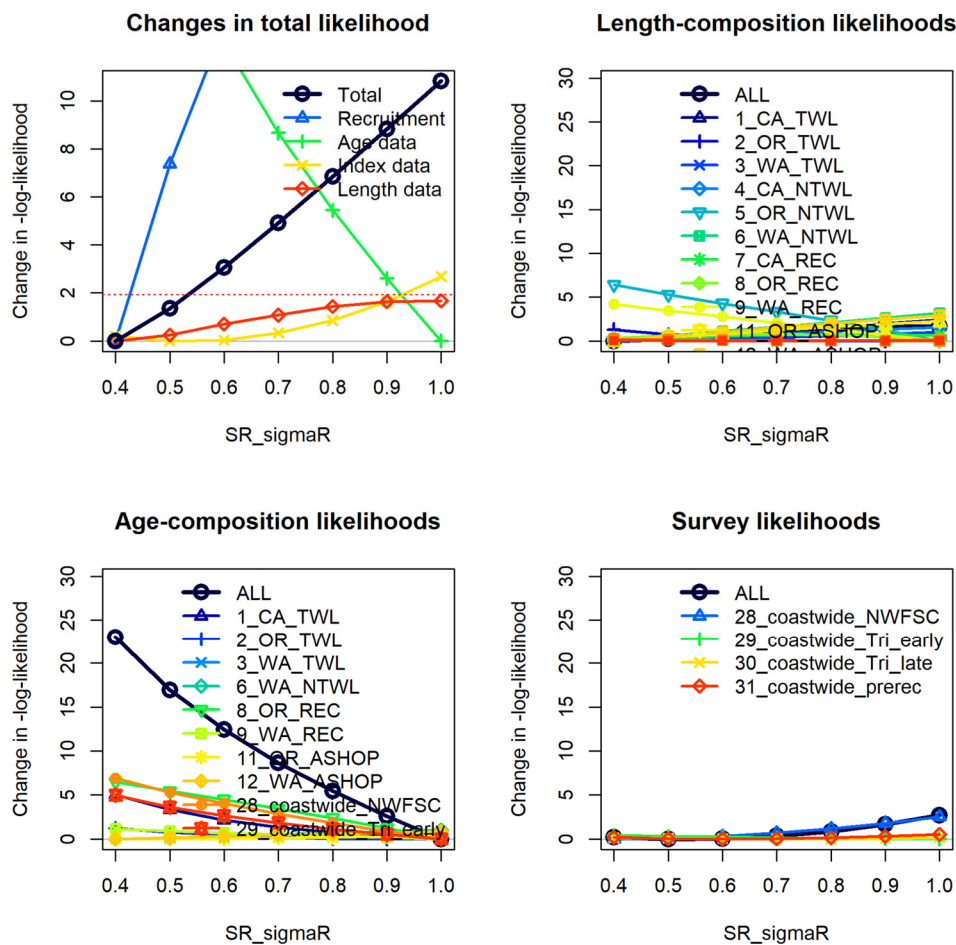 Changes in total likelihood
Change in -log-likelihood
10
8
6
4
2
0
Total
Recruitment
Age data
Index data
Length data
0.4 0.5 0.6 0.7 0.8 0.9 1.0
SR_sigmaR
Length-composition likelihoods
Change in -log-likelihood
30
25
20
15
10
5
0
ALL
1_CA_TWL
2_OR_TWL
3_WA_TWL
4_CA_NTWL
5_OR_NTWL
6_WA_NTWL
7_CA_REC
8_OR_REC
9_WA_REC
11_OR_ASHOP
12_WA_ASHOP
0.4 0.5 0.6 0.7 0.8 0.9 1.0
SR_sigmaR
Age-composition likelihoods
Change in -log-likelihood
30
25
20
15
10
5
0
ALL
1_CA_TWL
2_OR_TWL
3_WA_TWL
6_WA_NTWL
8_OR_REC
9_WA_REC
11_OR_ASHOP
12_WA_ASHOP
28_coastwide_NWFSC
29_coastwide_Tri_early
0.4 0.5 0.6 0.7 0.8 0.9 1.0
SR_sigmaR
Survey likelihoods
Change in -log-likelihood
30
25
20
15
10
5
0
ALL
28_coastwide_NWFSC
29_coastwide_Tri_early
30_coastwide_Tri_late
31_coastwide_prerec
0.4 0.5 0.6 0.7 0.8 0.9 1.0
SR_sigmaR